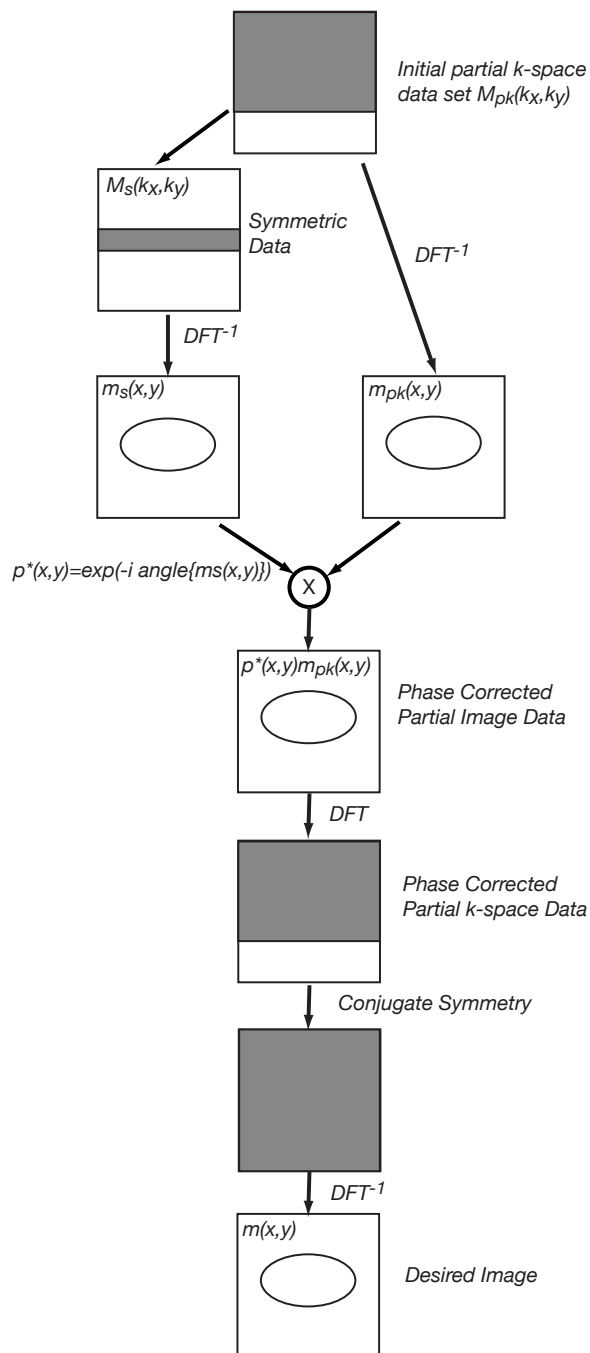 Initial partial k-space
data set Mpk(kx,ky)
Ms(kx,ky)
Symmetric
Data
DFT-1
DFT-1
ms(x,y)
mpk(x,y)
p*(x,y)=exp(-i angle{ms(x,y)})
X
p*(x,y)mpk(x,y)
Phase Corrected
Partial Image Data
DFT
Phase Corrected
Partial k-space Data
Conjugate Symmetry
DFT-1
m(x,y)
Desired Image